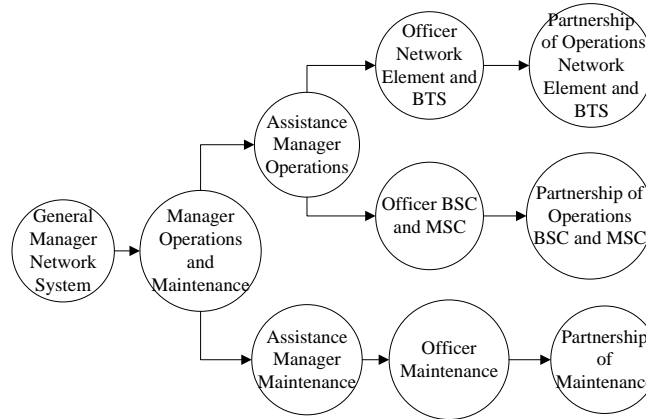 General
Manager
Network
System
Manager
Operations
and
Maintenance
Assistance
Manager
Operations
Officer
Network
Element and
BTS
Partnership
of Operations
Network
Element and
BTS
Officer BSC
and MSC
Partnership of
Operations
BSC and MSC
Assistance
Manager
Maintenance
Officer
Maintenance
Partnership
of
Maintenance